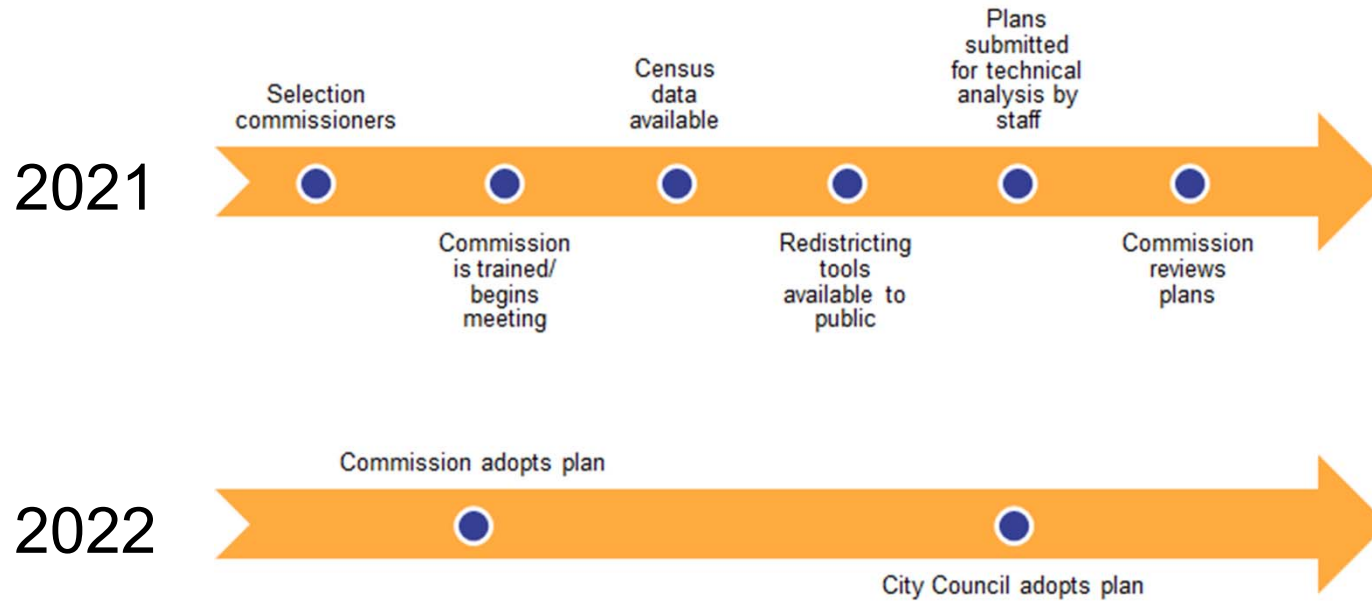 2021
Selection
commissioners
Commission
is trained/
begins
meeting
Census
data
available
Redistricting
tools
available to
public
Plans
submitted
for technical
analysis by
staff
Commission
reviews
plans
2022
Commission adopts plan
City Council adopts plan